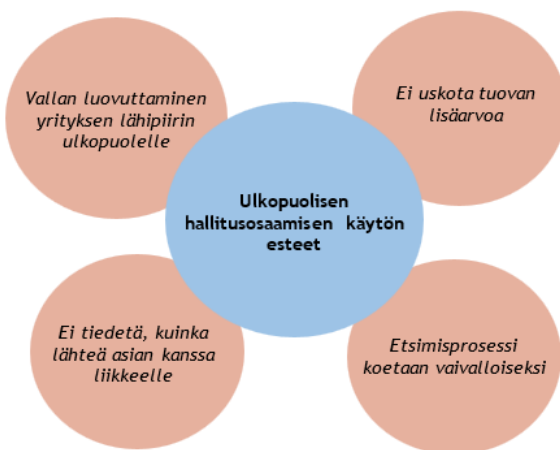 Vallan luovuttaminen
yrityksen lähipiirin
ulkopuolelle
Ei uskota tuovan
lisäarvoa
Ulkopuolisen
hallitusosaamisen käytön
esteet
Ei tiedetä, kuinka
lähteä asian kanssa
liikkeelle
Etsimisprosessi
koetaan vaivalloiseksi